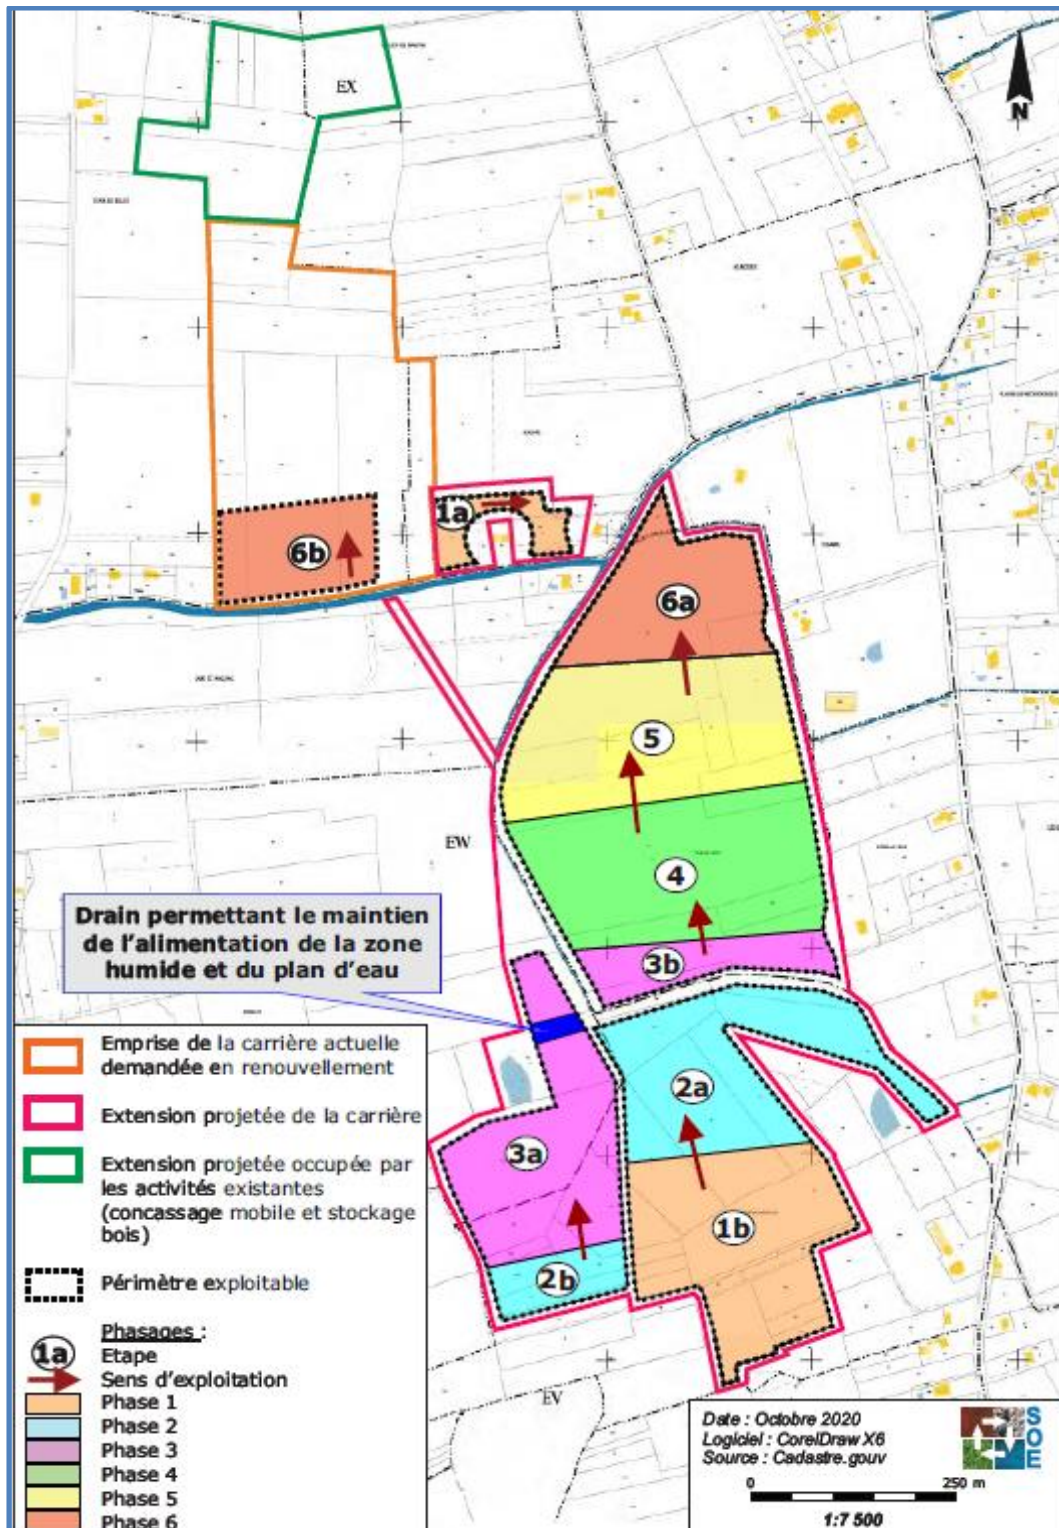 EX
N
1a
6b
6a
5
EW
4
Drain permettant le maintien
de l'alimentation de la zone
humide et du plan d'eau
3b
2a
3a
1b
2b
EV
Emprise de la carrière actuelle
demandée en renouvellement
Extension projetée de la carrière
Extension projetée occupée par
les activités existantes
(concassage mobile et stockage
bois)
Périmètre exploitable
Phasages :
1a
Etape
Sens d'exploitation
Phase 1
Phase 2
Phase 3
Phase 4
Phase 5
Phase 6
Date : Octobre 2020
Logiciel : CorelDraw X6
Source : Cadastre.gouv
SOE
0 250 m
1:7 500